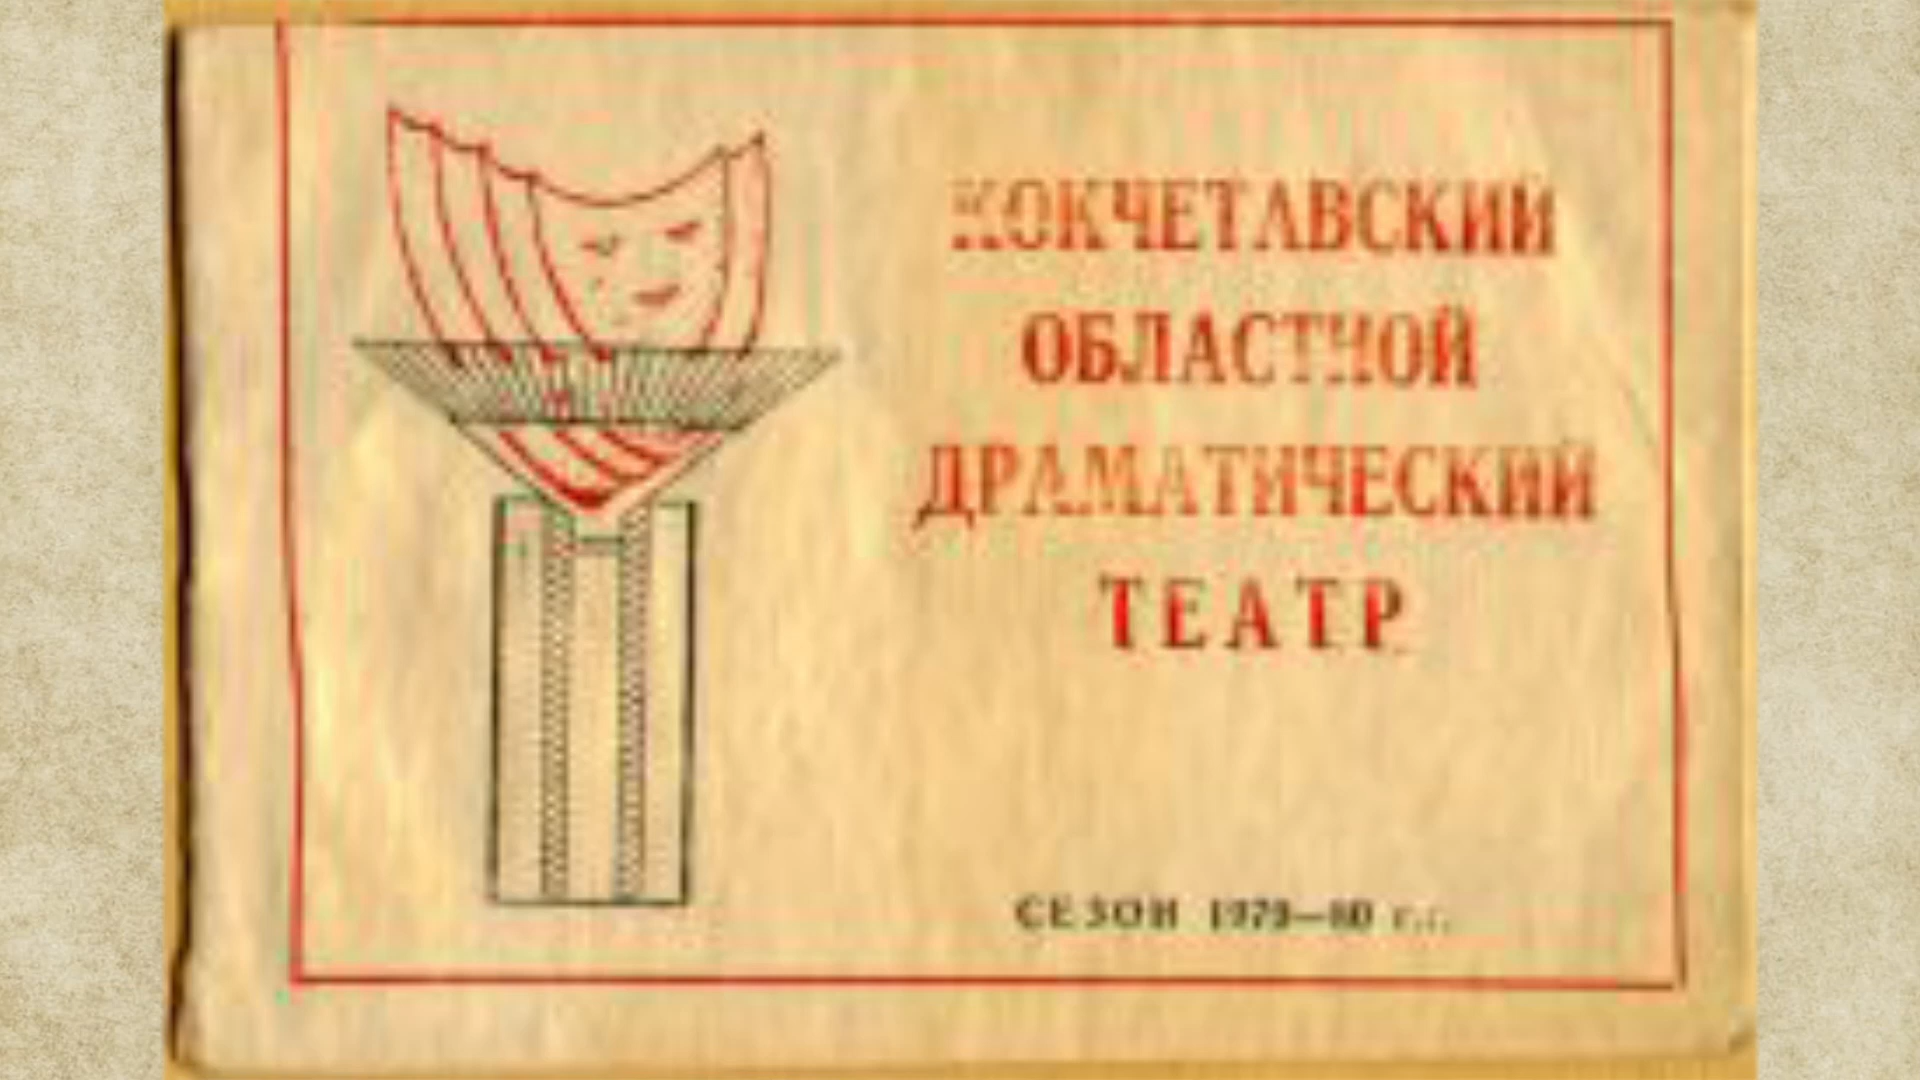 КОКЧЕТАВСКИЙ
ОБЛАСТНОЙ
ДРАМАТИЧЕСКИЙ
ТЕАТР
СЕЗОН 1979—80 г.г.